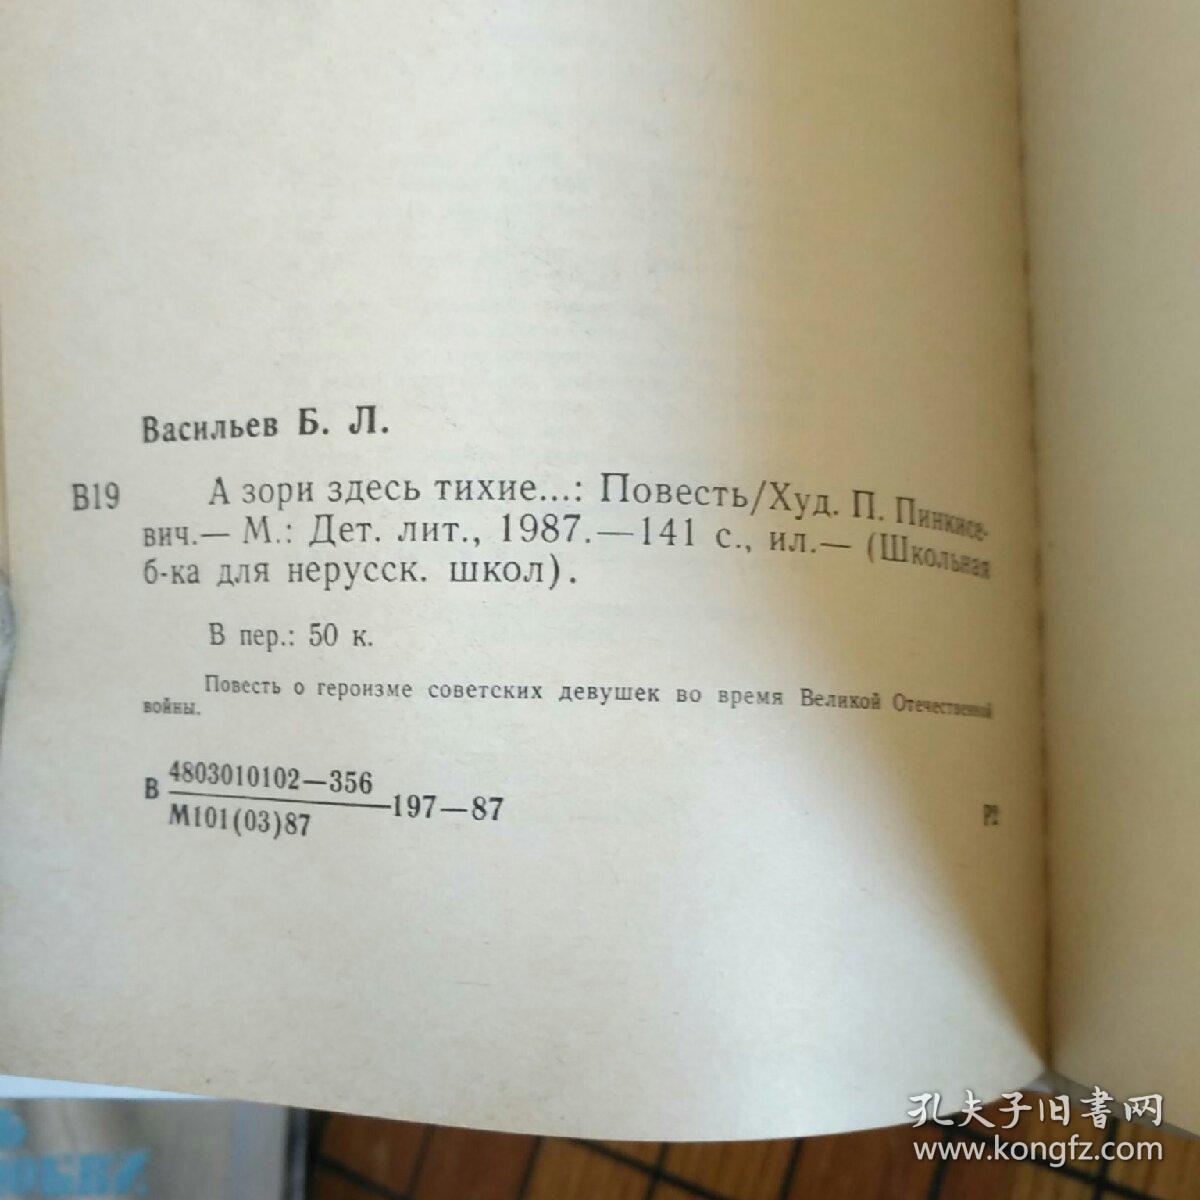 Васильев Б. Л.
В19 А зори здесь тихие...: Повесть/Худ. П. Пинкисе-
вич.— М.: Дет. лит., 1987.—141 с., ил.— (Школьная
б-ка для нерусск. школ).
В пер.: 50 к.
Повесть о героизме советских девушек во время Великой Отечественной
войны.
В 4803010102—356
М101(03)87
—197—87
Р2
孔夫子旧書网
www.kongfz.com